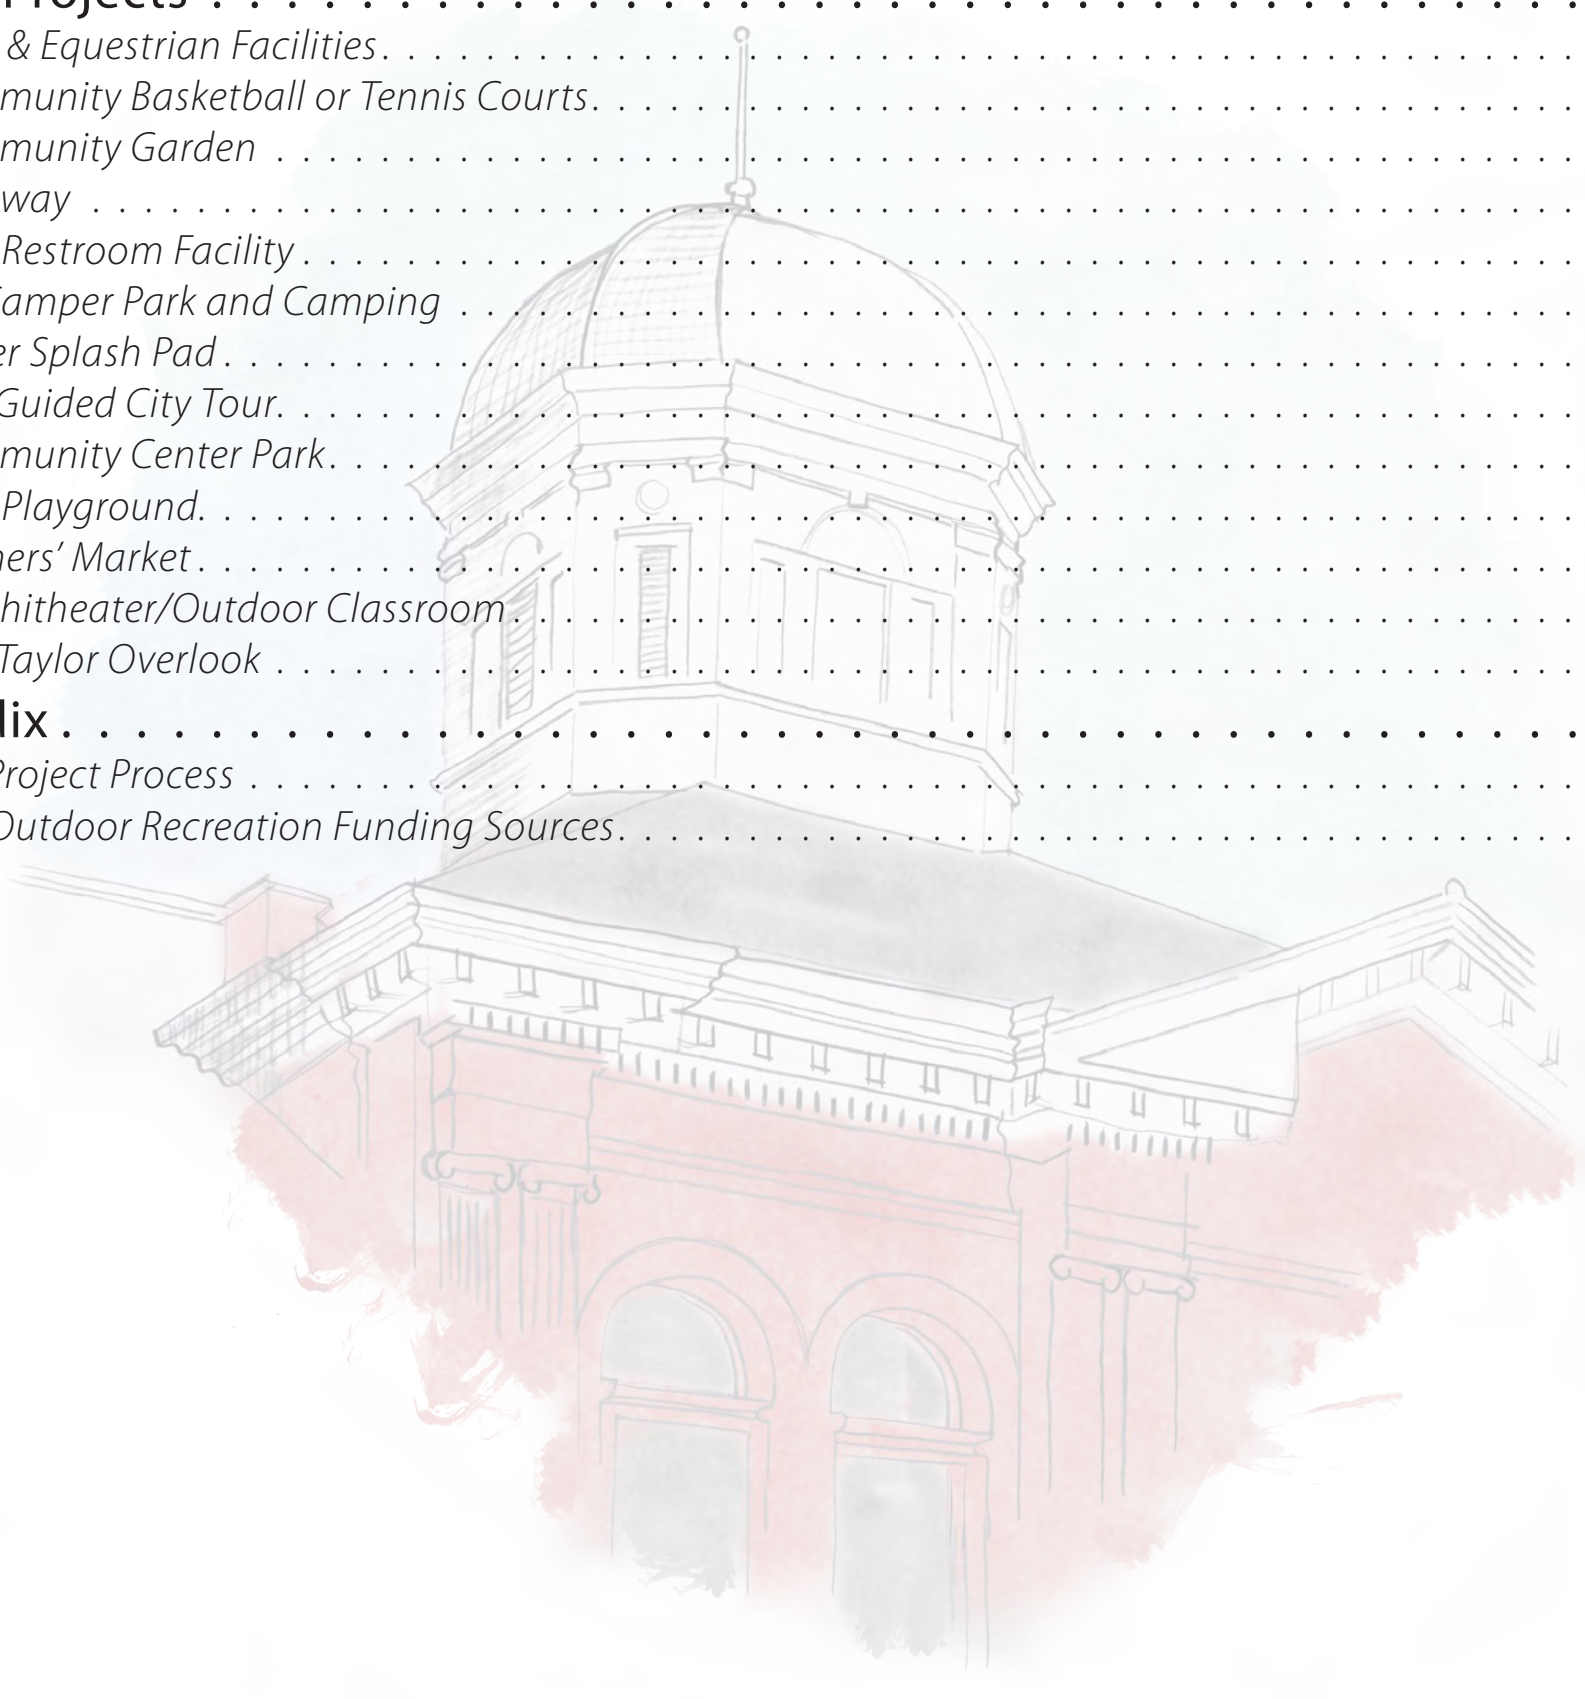 Projects . . . . . . . . . . . . . . . . . . . . . . . . . . . . . . . . . . . . .
& Equestrian Facilities. . . . . . . . . . . . . . . . . . . . . . . . . . . . . . . . . . . . . . . . . . . . . .
munity Basketball or Tennis Courts. . . . . . . . . . . . . . . . . . . . . . . . . . . . . . . . . . . . . .
munity Garden . . . . . . . . . . . . . . . . . . . . . . . . . . . . . . . . . . . . . . . . . . . . . . . . . .
way . . . . . . . . . . . . . . . . . . . . . . . . . . . . . . . . . . . . . . . . . . . . . . . . . . . . . . . . .
Restroom Facility . . . . . . . . . . . . . . . . . . . . . . . . . . . . . . . . . . . . . . . . . . . . . . . . .
amper Park and Camping . . . . . . . . . . . . . . . . . . . . . . . . . . . . . . . . . . . . . . . . . . .
er Splash Pad . . . . . . . . . . . . . . . . . . . . . . . . . . . . . . . . . . . . . . . . . . . . . . . . . . . .
Guided City Tour. . . . . . . . . . . . . . . . . . . . . . . . . . . . . . . . . . . . . . . . . . . . . . . . . .
munity Center Park. . . . . . . . . . . . . . . . . . . . . . . . . . . . . . . . . . . . . . . . . . . . . . . .
Playground. . . . . . . . . . . . . . . . . . . . . . . . . . . . . . . . . . . . . . . . . . . . . . . . . . . . .
ers’ Market . . . . . . . . . . . . . . . . . . . . . . . . . . . . . . . . . . . . . . . . . . . . . . . . . . . . .
hitheater/Outdoor Classroom. . . . . . . . . . . . . . . . . . . . . . . . . . . . . . . . . . . . . . . . .
Taylor Overlook . . . . . . . . . . . . . . . . . . . . . . . . . . . . . . . . . . . . . . . . . . . . . . . . . .
dix . . . . . . . . . . . . . . . . . . . . . . . . . . . . . . . . . . . . . . . . .
Project Process . . . . . . . . . . . . . . . . . . . . . . . . . . . . . . . . . . . . . . . . . . . . . . . . . . .
Outdoor Recreation Funding Sources. . . . . . . . . . . . . . . . . . . . . . . . . . . . . . . . . . . . .